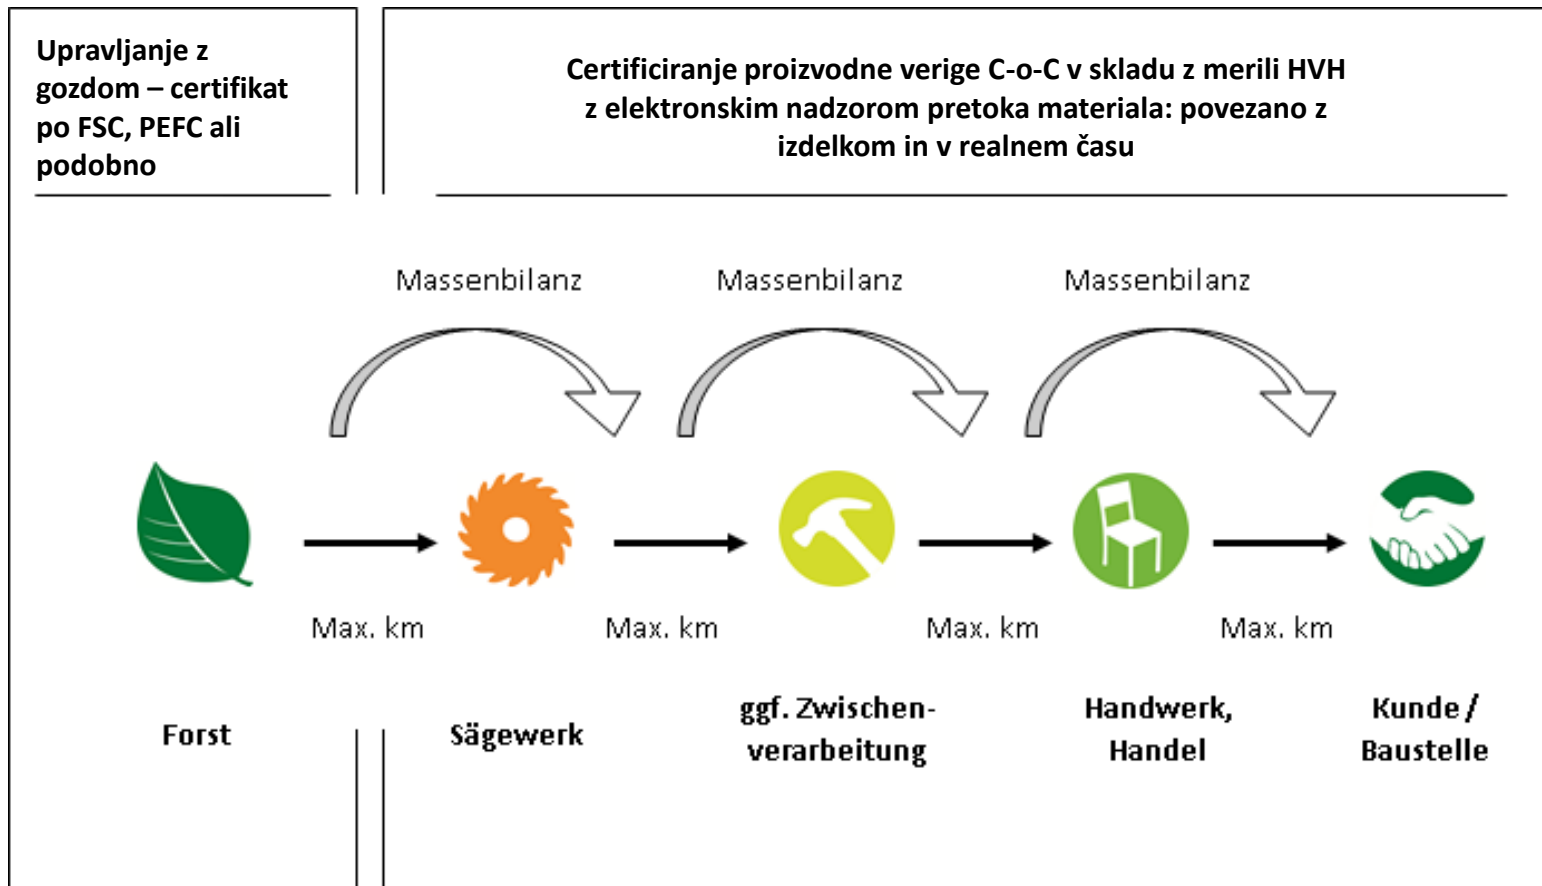 Upravljanje z
gozdom – certifikat
po FSC, PEFC ali
podobno
Certificiranje proizvodne verige C-o-C v skladu z merili HVH
z elektronskim nadzorom pretoka materiala: povezano z
izdelkom in v realnem času
Massenbilanz
Massenbilanz
Massenbilanz
Max. km
Max. km
Max. km
Max. km
Forst
Sägewerk
ggf. Zwischen-
verarbeitung
Handwerk,
Handel
Kunde /
Baustelle